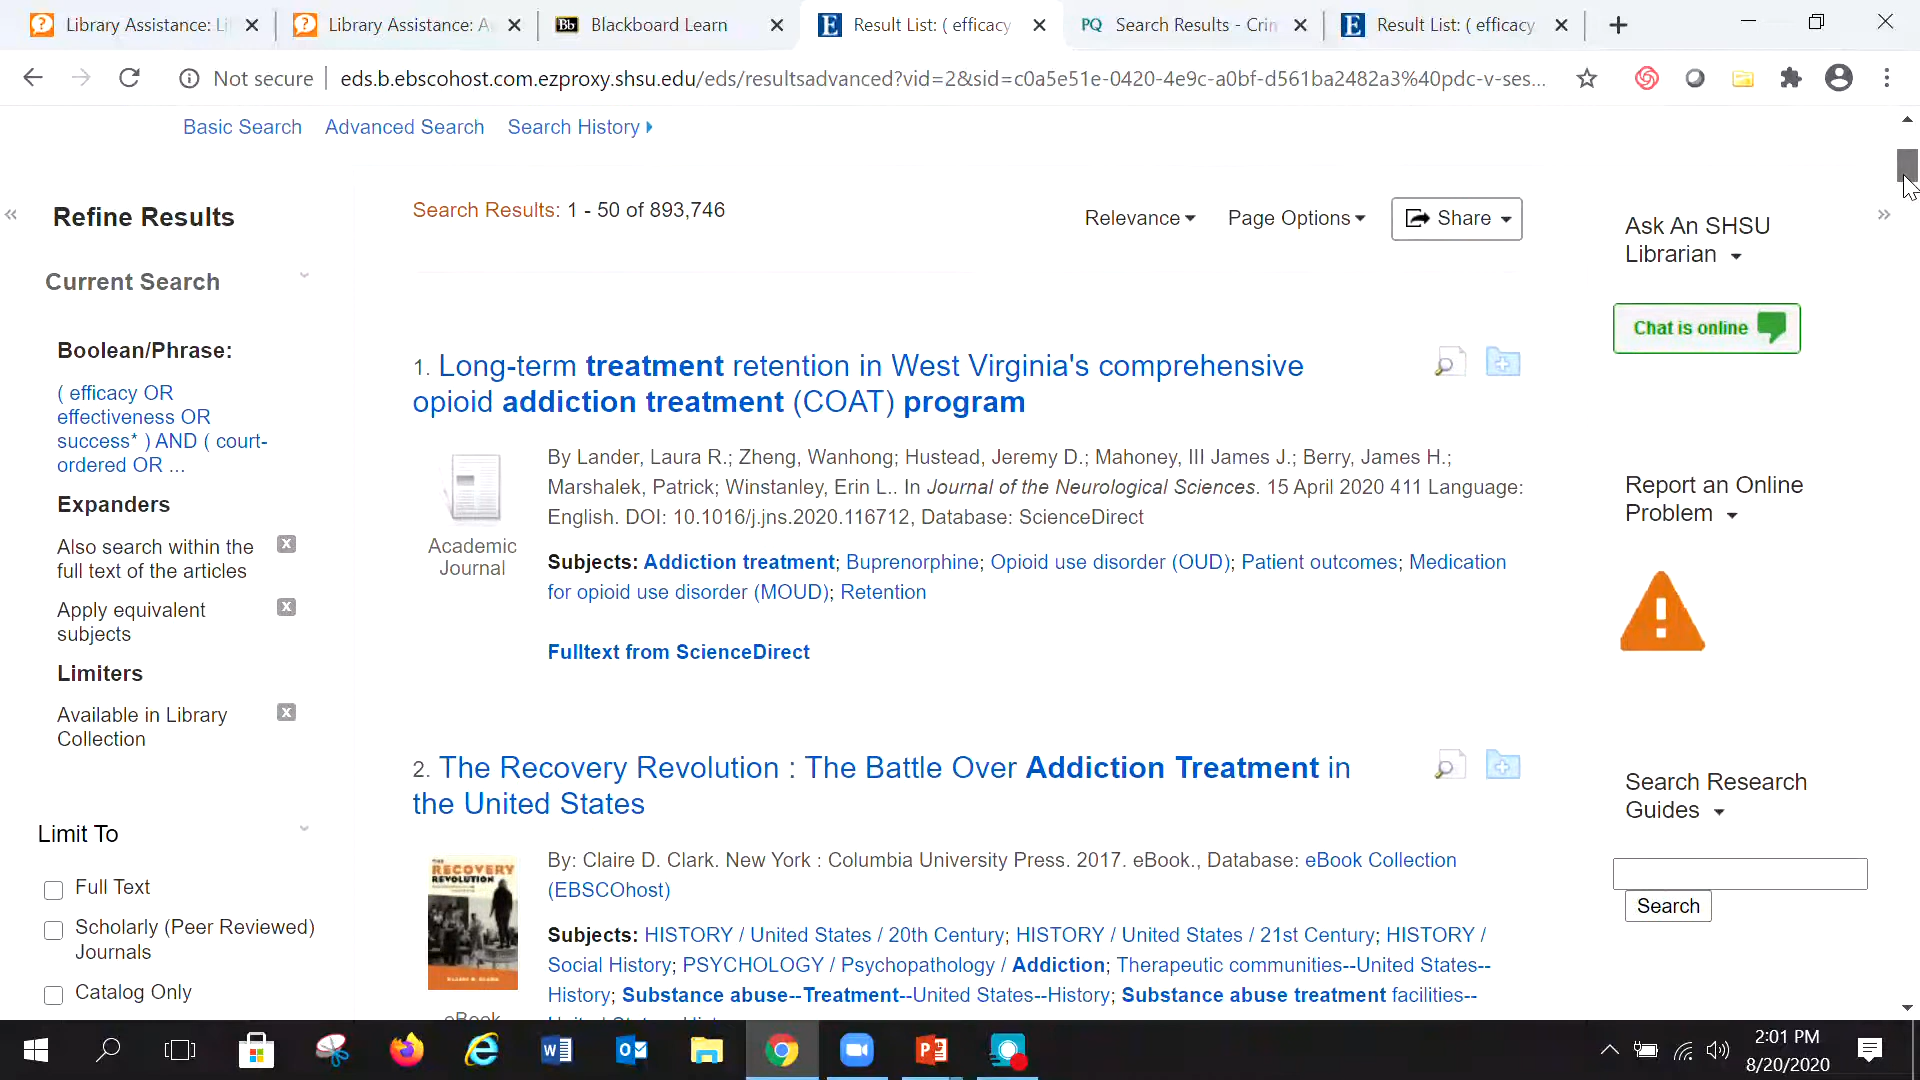 Library Assistance: Li
Library Assistance: A
Bb Blackboard Learn
E Result List: ( efficacy
PQ Search Results - Crim
E Result List: ( efficacy
Not secure
eds.b.ebscohost.com.ezproxy.shsu.edu/eds/resultsadvanced?vid=2&sid=c0a5e51e-0420-4e9c-a0bf-d561ba2482a3%40pdc-v-ses...
Basic Search Advanced Search Search History
Refine Results
Current Search
Boolean/Phrase:
( efficacy OR
effectiveness OR
success* ) AND ( court-
ordered OR ...
Expanders
Also search within the
full text of the articles
Apply equivalent
subjects
Limiters
Available in Library
Collection
Limit To
Full Text
Scholarly (Peer Reviewed)
Journals
Catalog Only
Search Results: 1 - 50 of 893,746
Relevance Page Options Share
1. Long-term treatment retention in West Virginia's comprehensive
opioid addiction treatment (COAT) program
Academic
Journal
By Lander, Laura R.; Zheng, Wanhong; Hustead, Jeremy D.; Mahoney, III James J.; Berry, James H.;
Marshalek, Patrick; Winstanley, Erin L.. In Journal of the Neurological Sciences. 15 April 2020 411 Language:
English. DOI: 10.1016/j.jns.2020.116712, Database: ScienceDirect
Subjects: Addiction treatment; Buprenorphine; Opioid use disorder (OUD); Patient outcomes; Medication
for opioid use disorder (MOUD); Retention
Fulltext from ScienceDirect
2. The Recovery Revolution : The Battle Over Addiction Treatment in
the United States
THE
RECOVERY
REVOLUTION
eBook
By: Claire D. Clark. New York : Columbia University Press. 2017. eBook., Database: eBook Collection
(EBSCOhost)
Subjects: HISTORY / United States / 20th Century; HISTORY / United States / 21st Century; HISTORY /
Social History; PSYCHOLOGY / Psychopathology / Addiction; Therapeutic communities--United States--
History; Substance abuse--Treatment--United States--History; Substance abuse treatment facilities--
Ask An SHSU
Librarian
Chat is online
Report an Online
Problem
Search Research
Guides
Search
2:01 PM
8/20/2020